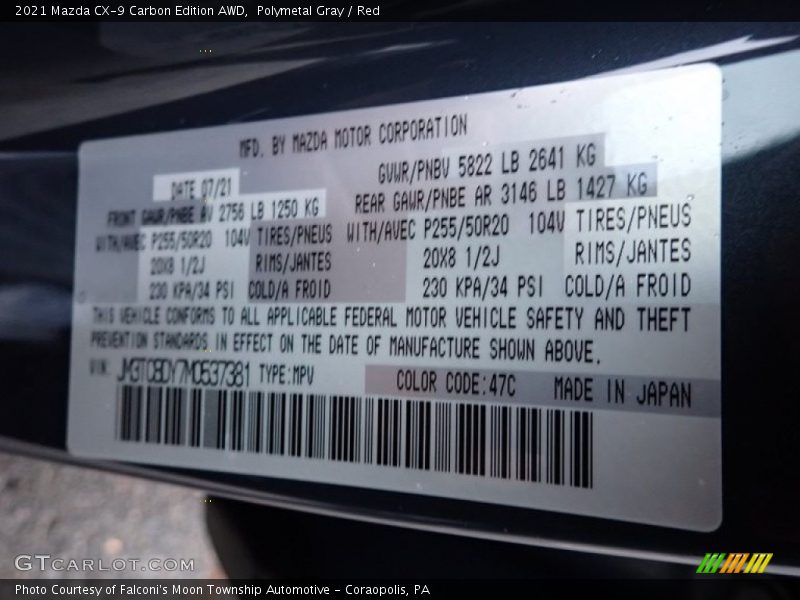 2021 Mazda CX-9 Carbon Edition AWD,  Polymetal Gray / Red
MFD. BY MAZDA MOTOR CORPORATION
DATE 07/21
GVWR/PNBV 5822 LB 2641 KG
FRONT GAWR/PNBE AV 2756 LB 1250 KG
REAR GAWR/PNBE AR 3146 LB 1427 KG
WITH/AVEC P255/50R20 104V TIRES/PNEUS
WITH/AVEC P255/50R20 104V TIRES/PNEUS
20X8 1/2J RIMS/JANTES
20X8 1/2J RIMS/JANTES
230 KPA/34 PSI COLD/A FROID
230 KPA/34 PSI COLD/A FROID
THIS VEHICLE CONFORMS TO ALL APPLICABLE FEDERAL MOTOR VEHICLE SAFETY AND THEFT
PREVENTION STANDARDS IN EFFECT ON THE DATE OF MANUFACTURE SHOWN ABOVE.
VIN: JM3TCBDY7M0537381 TYPE:MPV
COLOR CODE:47C MADE IN JAPAN
GTCARLOT.COM
Photo Courtesy of Falconi's Moon Township Automotive - Coraopolis, PA